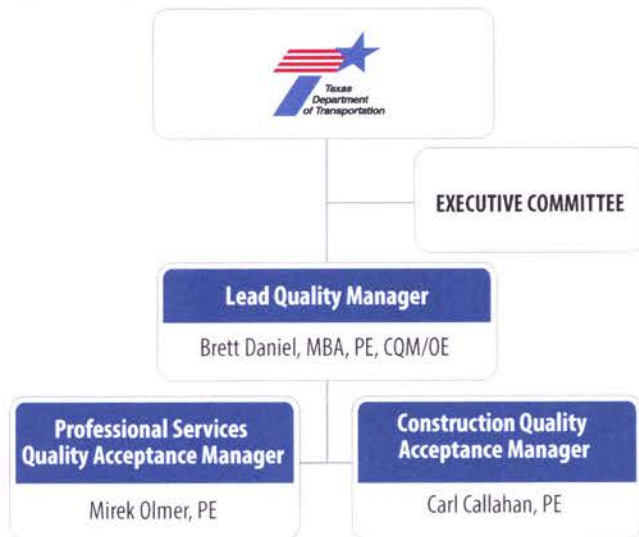 Texas
Department
of Transportation
EXECUTIVE COMMITTEE
Lead Quality Manager
Brett Daniel, MBA, PE, CQM/OE
Professional Services
Quality Acceptance Manager
Mirek Olmer, PE
Construction Quality
Acceptance Manager
Carl Callahan, PE